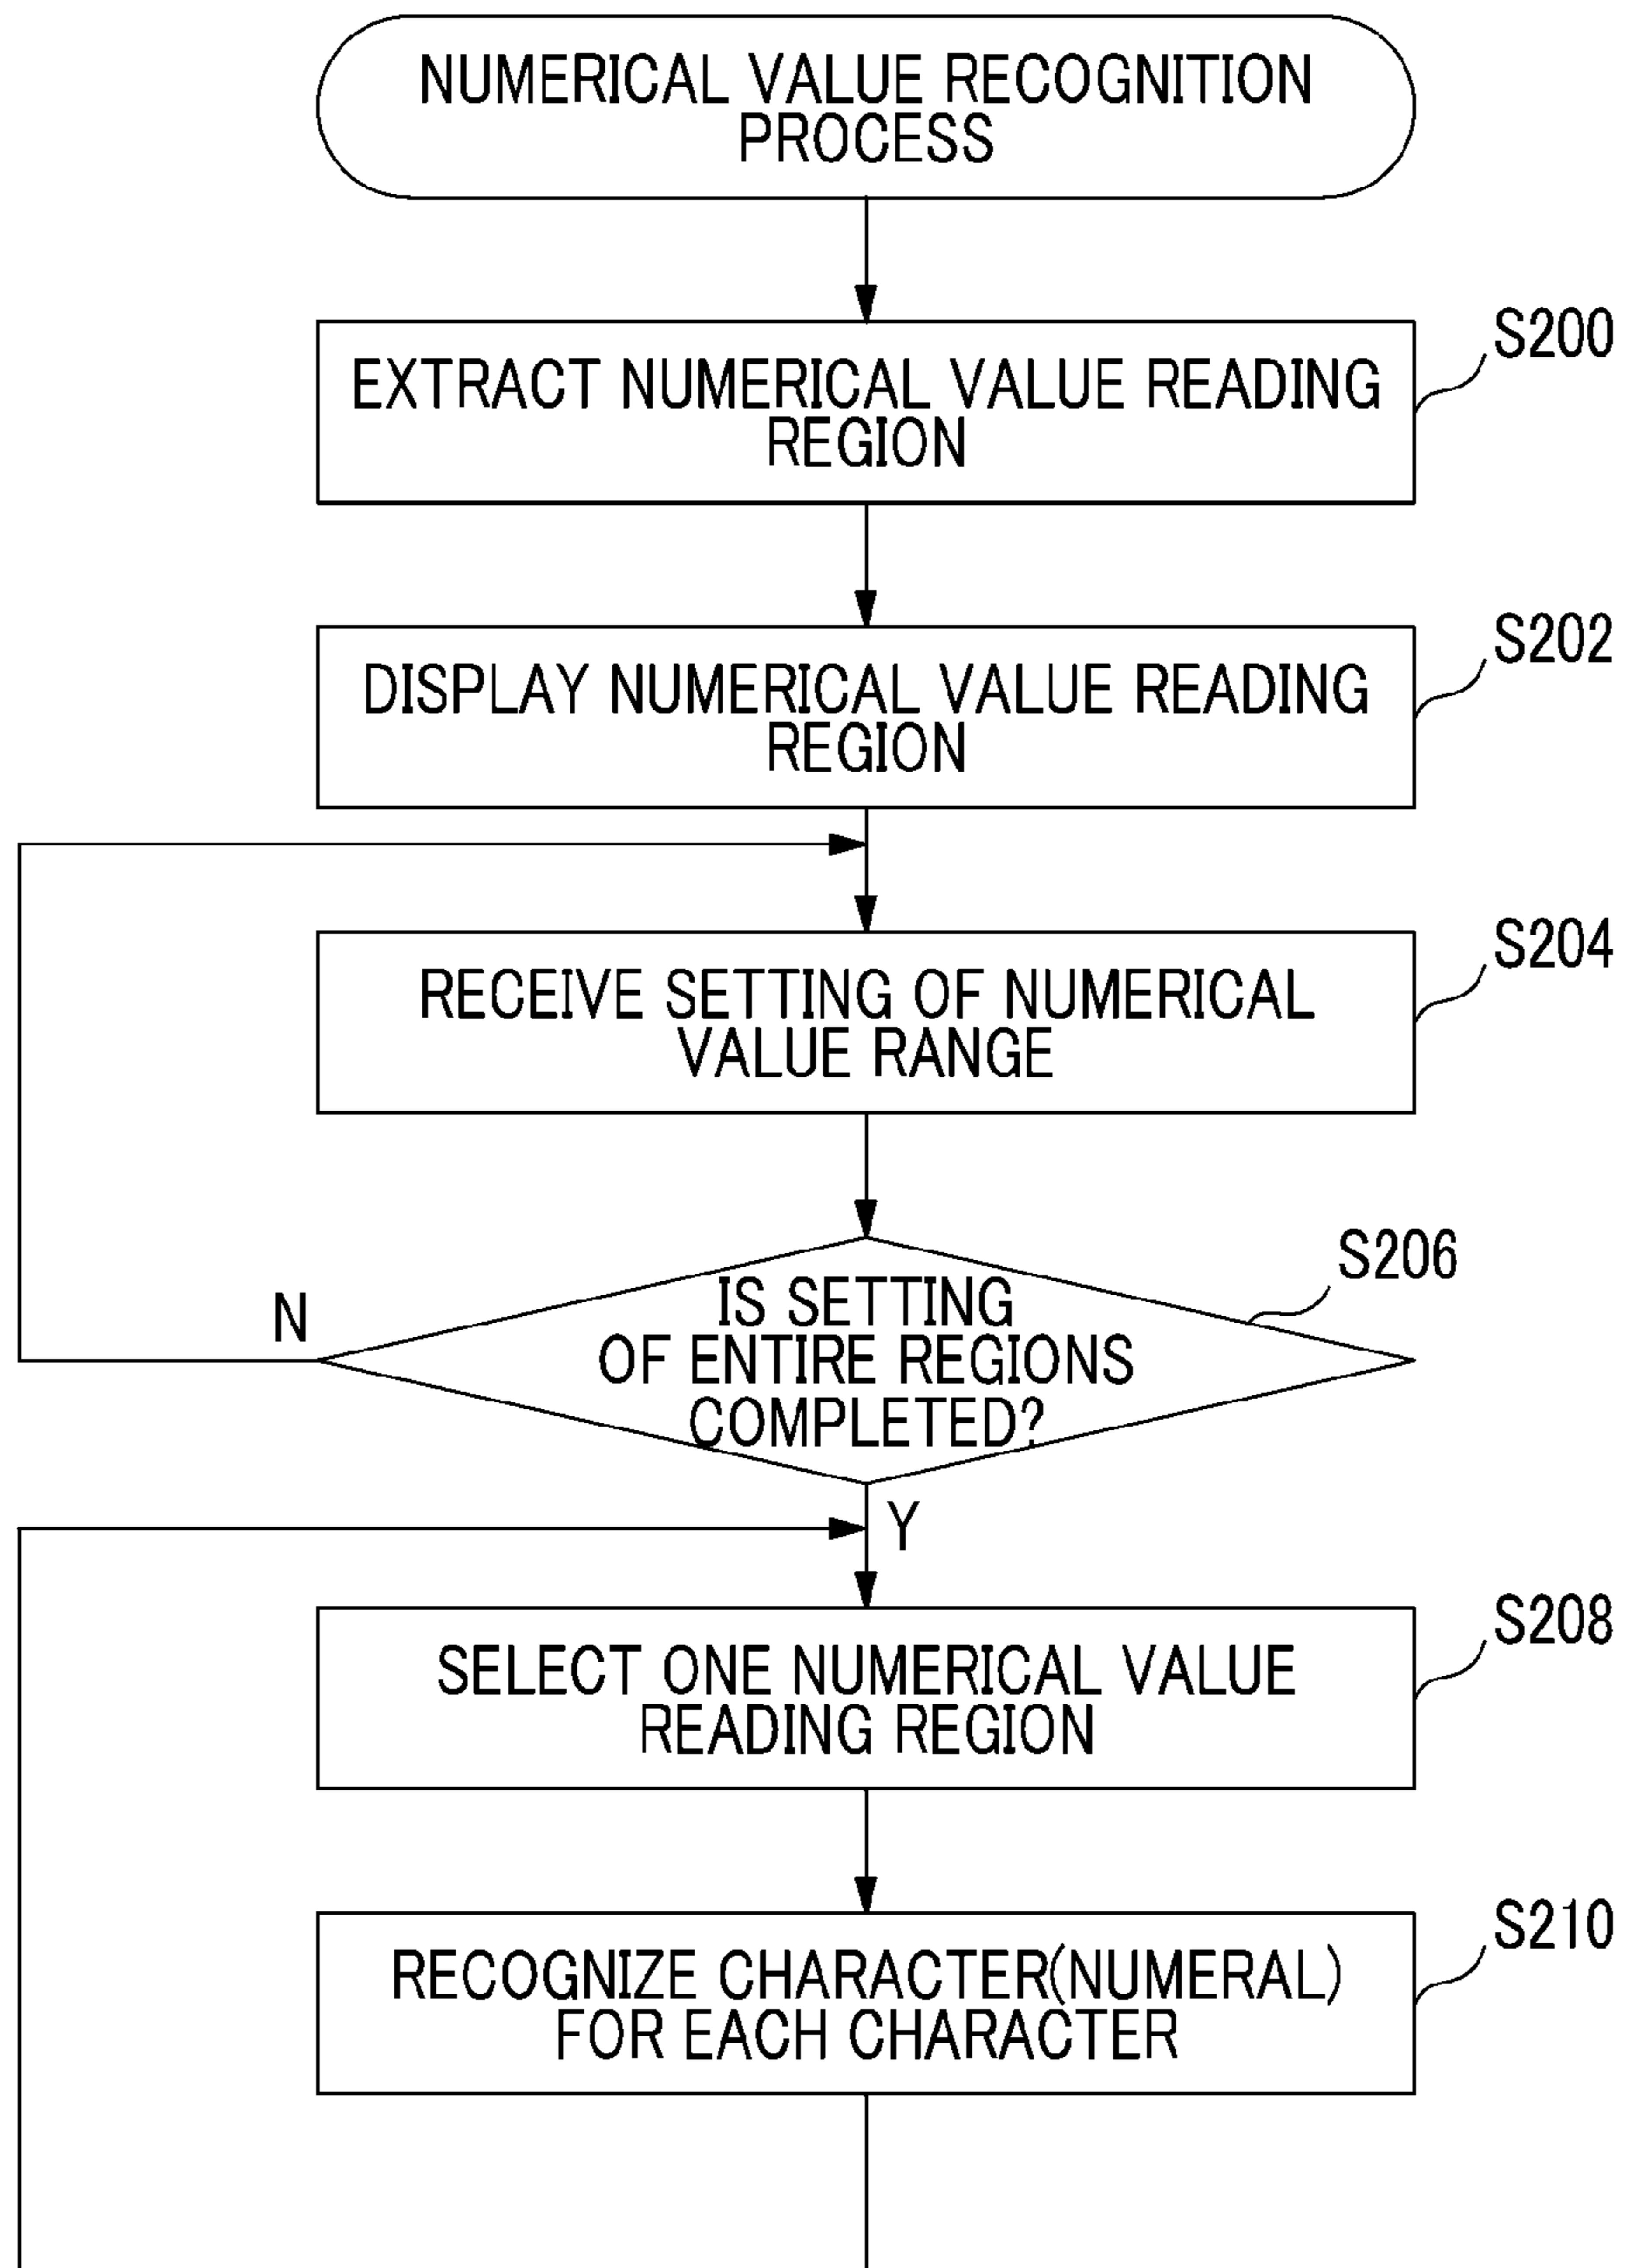 NUMERICAL VALUE RECOGNITION
PROCESS
S200
EXTRACT NUMERICAL VALUE READING
REGION
S202
DISPLAY NUMERICAL VALUE READING
REGION
S204
RECEIVE SETTING OF NUMERICAL
VALUE RANGE
S206
N
IS SETTING
OF ENTIRE REGIONS
COMPLETED?
Y
S208
SELECT ONE NUMERICAL VALUE
READING REGION
S210
RECOGNIZE CHARACTER(NUMERAL)
FOR EACH CHARACTER